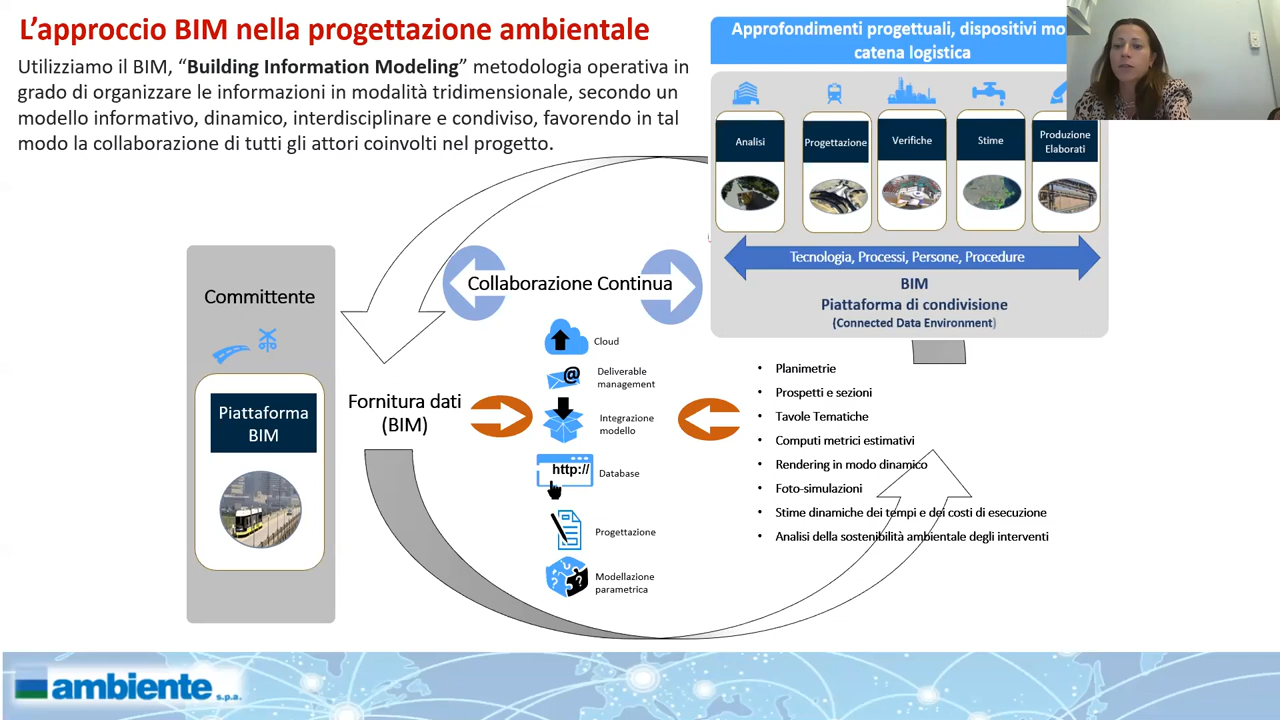 L'approccio BIM nella progettazione ambientale
Utilizziamo il BIM, “Building Information Modeling” metodologia operativa in
grado di organizzare le informazioni in modalità tridimensionale, secondo un
modello informativo, dinamico, interdisciplinare e condiviso, favorendo in tal
modo la collaborazione di tutti gli attori coinvolti nel progetto.
Approfondimenti progettuali, dispositivi mo
catena logistica
Analisi
Progettazione
Verifiche
Stime
Produzione
Elaborati
Tecnologia, Processi, Persone, Procedure
BIM
Piattaforma di condivisione
(Connected Data Environment)
Committente
Piattaforma
BIM
Collaborazione Continua
Fornitura dati
(BIM)
Cloud
@
Deliverable
management
Integrazione
modello
http://
Database
Progettazione
Modellazione
parametrica
• Planimetrie
• Prospetti e sezioni
• Tavole Tematiche
• Computi metrici estimativi
• Rendering in modo dinamico
• Foto-simulazioni
• Stime dinamiche dei tempi e dei costi di esecuzione
• Analisi della sostenibilità ambientale degli interventi
ambiente s.p.a.